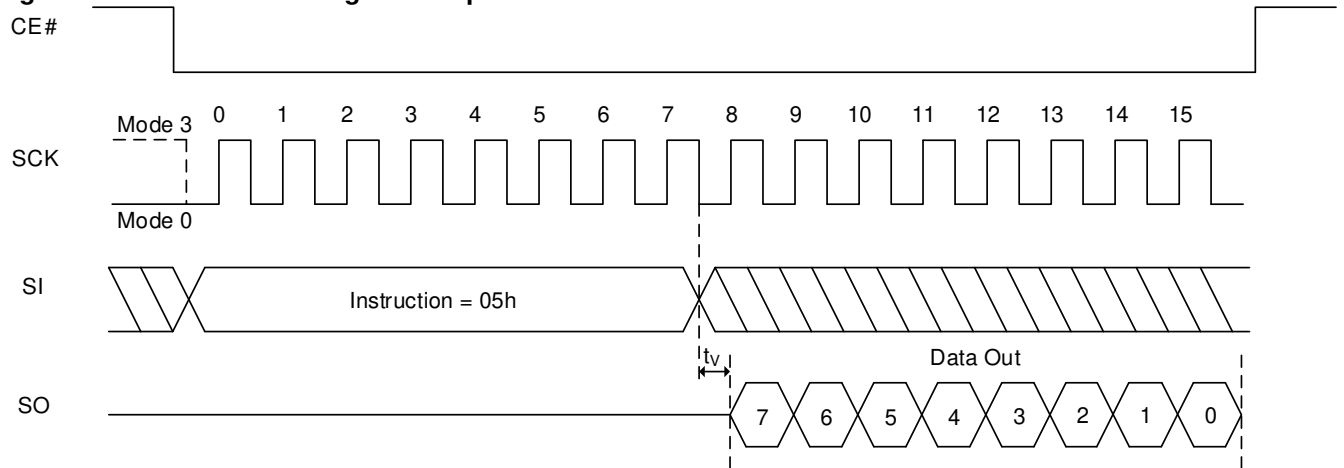 CE#
0 1 2 3 4 5 6 7 8 9 10 11 12 13 14 15
Mode 3
SCK
Mode 0
SI
Instruction = 05h
tV
Data Out
SO
7 6 5 4 3 2 1 0